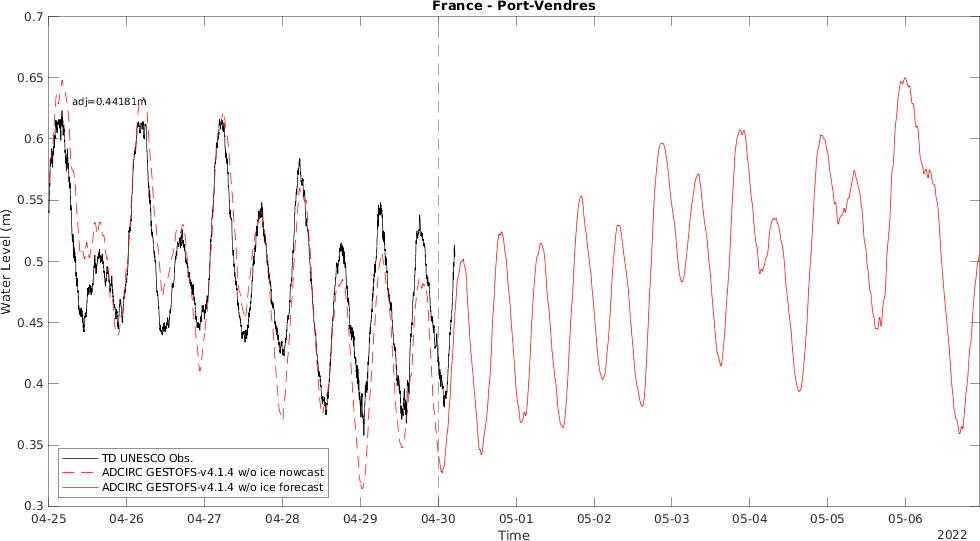 France - Port-Vendres
0.7
0.65
0.6
0.55
0.5
0.45
0.4
0.35
0.3
Water Level (m)
adj=0.44181m
TD UNESCO Obs.
ADCIRC GESTOFS-v4.1.4 w/o ice nowcast
ADCIRC GESTOFS-v4.1.4 w/o ice forecast
04-25 04-26 04-27 04-28 04-29 04-30 05-01 05-02 05-03 05-04 05-05 05-06
Time
2022